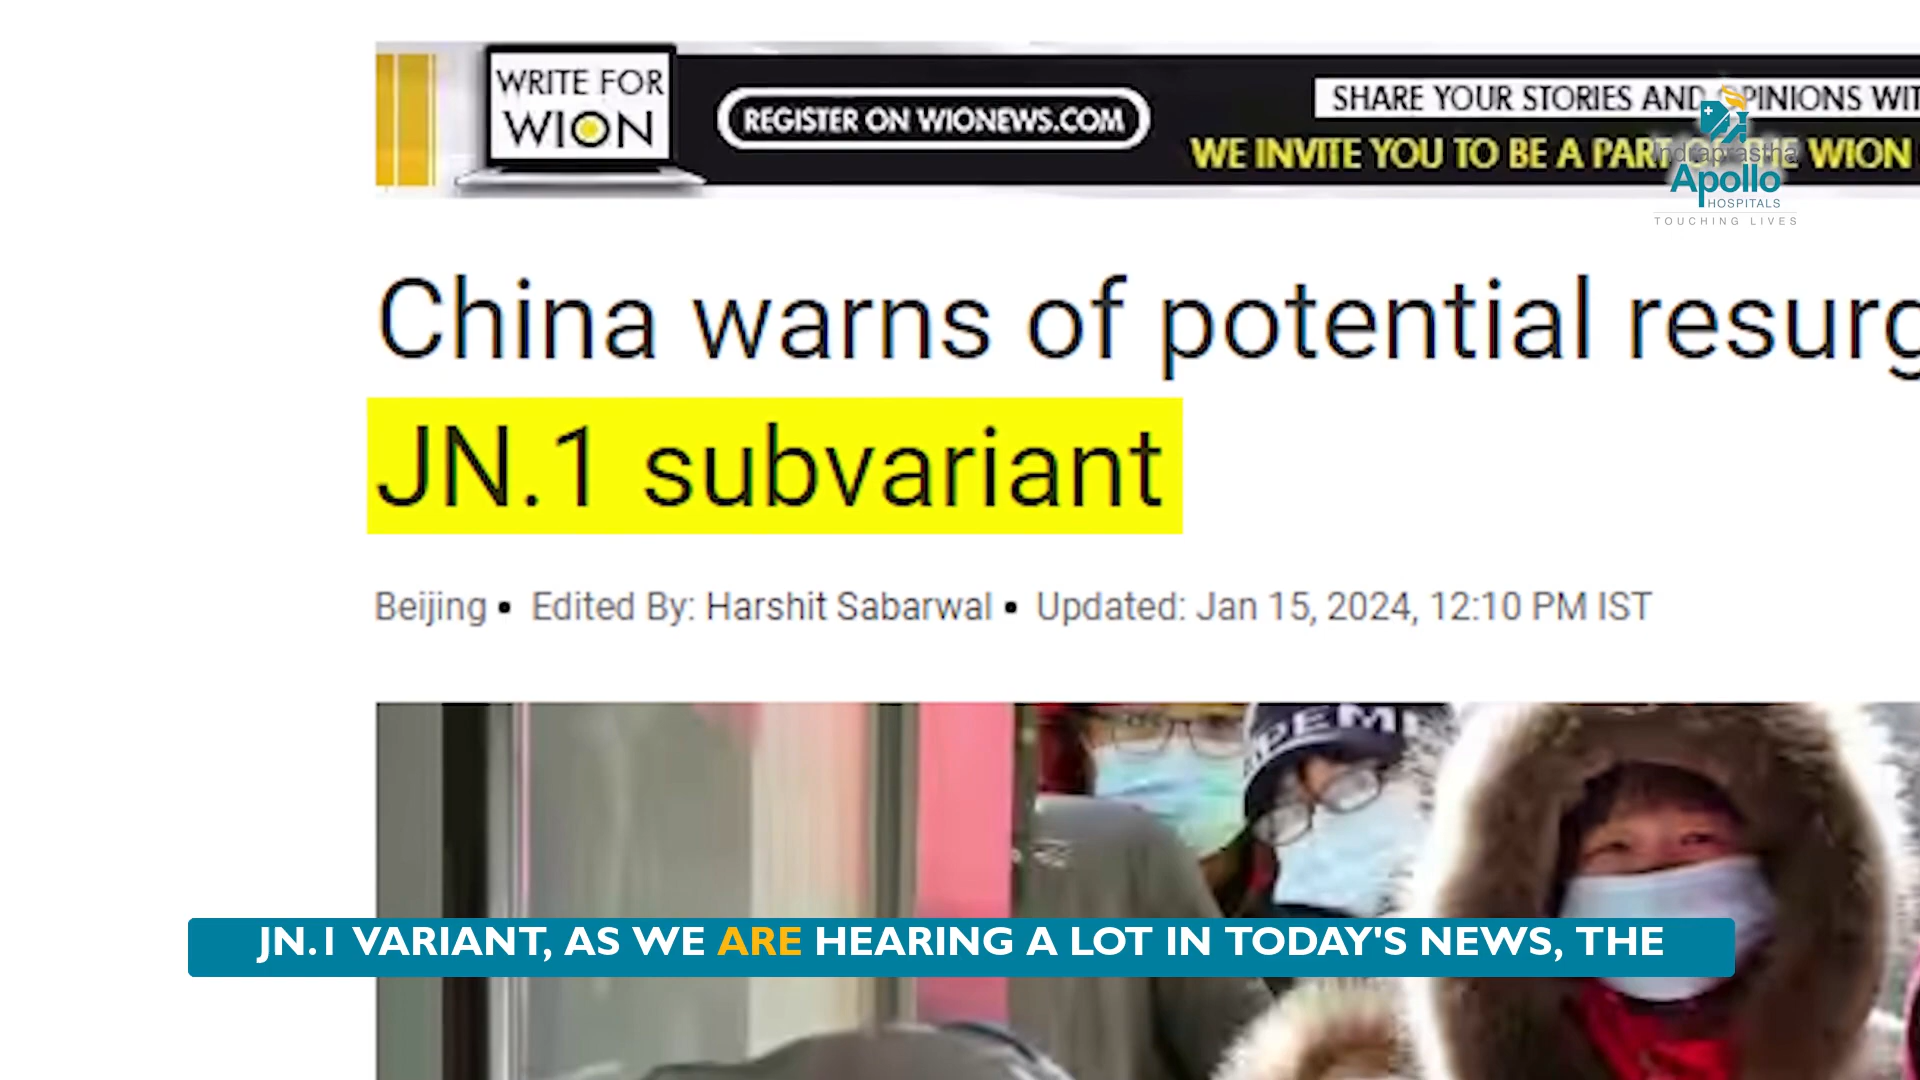 WRITE FOR
WION
REGISTER ON WIONEWS.COM
SHARE YOUR STORIES AND OPINIONS
WE INVITE YOU TO BE A WION
Indraprastha
Apollo
HOSPITALS
TOUCHING LIVES
China warns of potential
JN.1 subvariant
Beijing • Edited By: Harshit Sabarwal • Updated: Jan 15, 2024, 12:10 PM IST
JN.1 VARIANT, AS WE ARE HEARING A LOT IN TODAY'S NEWS, THE